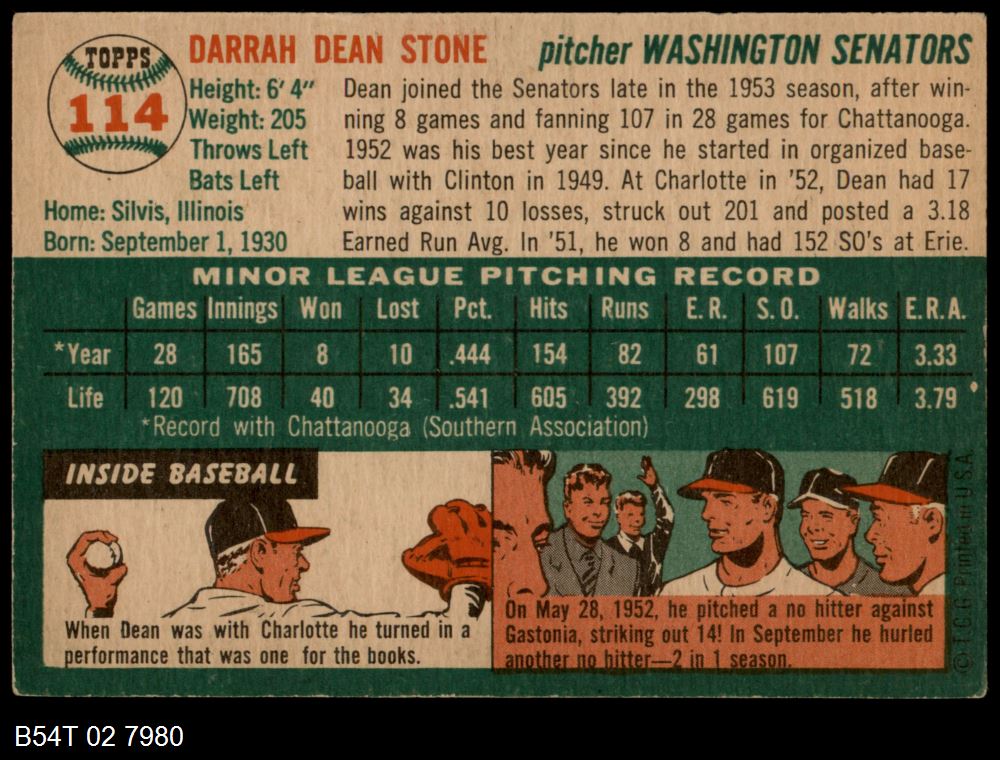 TOPPS
114
DARRAH DEAN STONE
pitcher WASHINGTON SENATORS
Height: 6' 4"
Weight: 205
Throws Left
Bats Left
Home: Silvis, Illinois
Born: September 1, 1930
Dean joined the Senators late in the 1953 season, after win-
ning 8 games and fanning 107 in 28 games for Chattanooga.
1952 was his best year since he started in organized base-
ball with Clinton in 1949. At Charlotte in '52, Dean had 17
wins against 10 losses, struck out 201 and posted a 3.18
Earned Run Avg. In '51, he won 8 and had 152 SO's at Erie.
MINOR LEAGUE PITCHING RECORD
Games Innings Won Lost Pct. Hits Runs E. R. S. O. Walks E. R. A.
*Year 28 165 8 10 .444 154 82 61 107 72 3.33
Life 120 708 40 34 .541 605 392 298 619 518 3.79
*Record with Chattanooga (Southern Association)
INSIDE BASEBALL
When Dean was with Charlotte he turned in a
performance that was one for the books.
On May 28, 1952, he pitched a no hitter against
Gastonia, striking out 14! In September he hurled
another no hitter—2 in 1 season.
© T. C. G. Printed in U. S. A.
B54T 02 7980